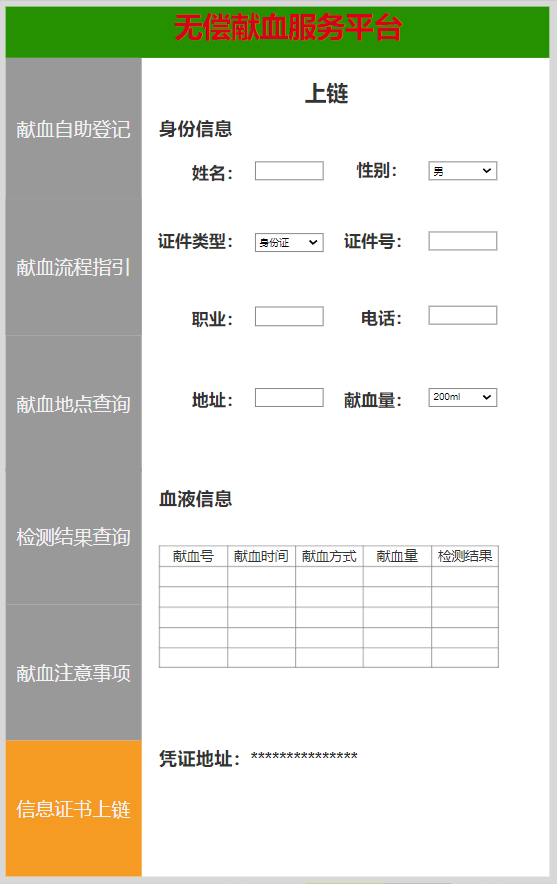 无偿献血服务平台
献血自助登记
献血流程指引
献血地点查询
检测结果查询
献血注意事项
信息证书上链
上链
身份信息
姓名： 性别： 男
证件类型： 身份证 证件号：
职业： 电话：
地址： 献血量： 200ml
血液信息
献血号 献血时间 献血方式 献血量 检测结果
凭证地址：***************